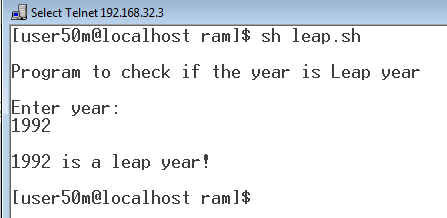 Select Telnet 192.168.32.3
[user50m@localhost ram]$ sh leap.sh
Program to check if the year is Leap year
Enter year:
1992
1992 is a leap year!
[user50m@localhost ram]$